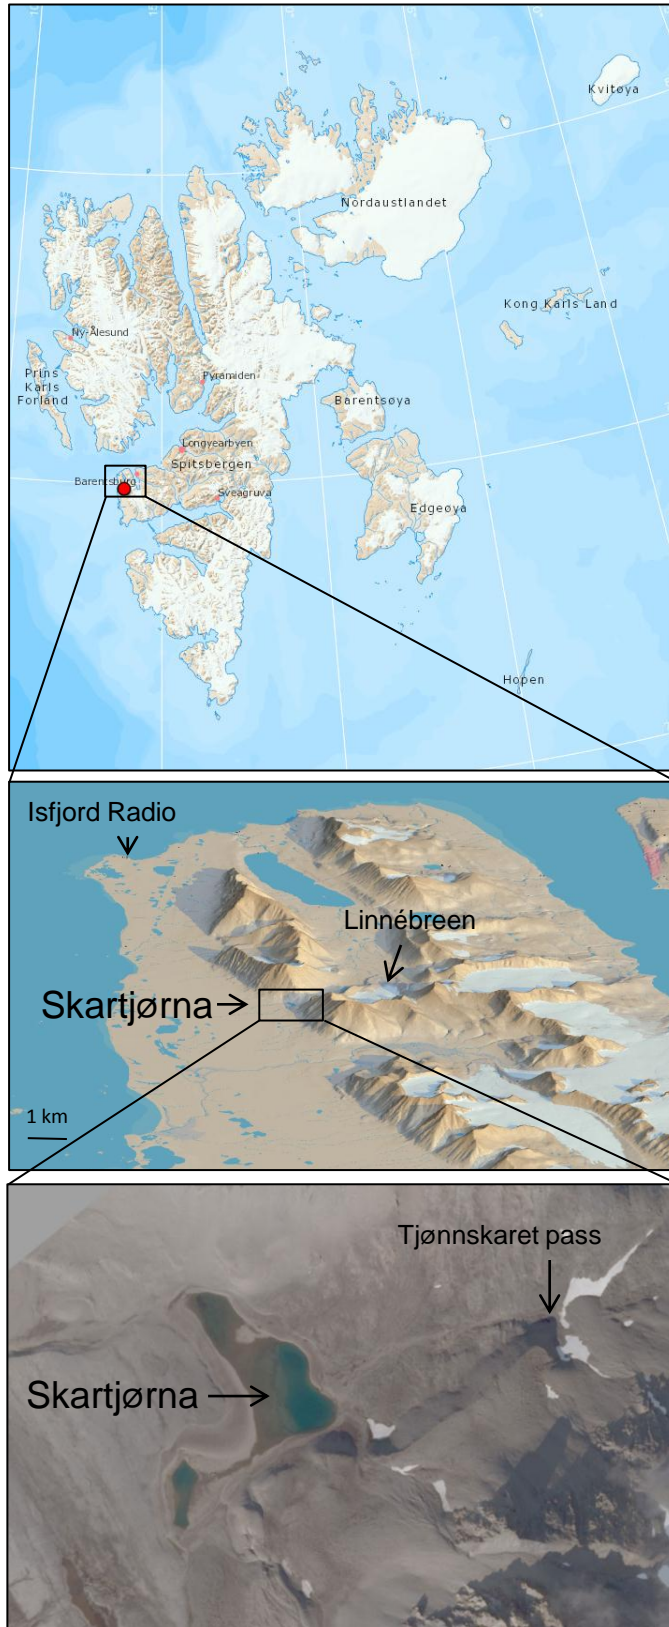 Kvitøya
Nordaustlandet
Kong Karls Land
Ny-Ålesund
Prins
Karls
Forland
Pyramiden
Barentsøya
Longyearbyen
Spitsbergen
Barentsburg
Sveagruva
Edgeøya
Hopen
Isfjord Radio
Linnébreen
Skartjørna
1 km
Tjønnskaret pass
Skartjørna